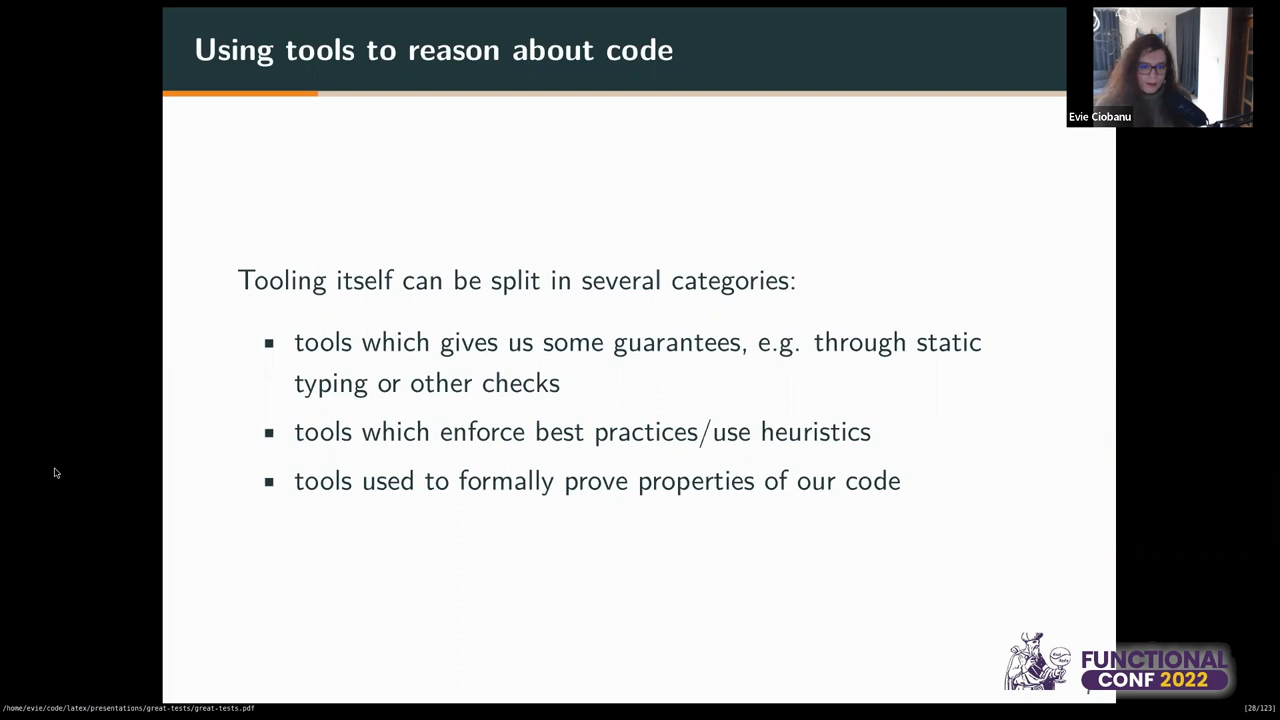 Using tools to reason about code
Evie Ciobanu
Tooling itself can be split in several categories:
▪ tools which gives us some guarantees, e.g. through static
typing or other checks
▪ tools which enforce best practices/use heuristics
▪ tools used to formally prove properties of our code
FUNCTIONAL
CONF 2022
/home/evie/code/latex/presentations/great-tests/great-tests.pdf
[28/123]